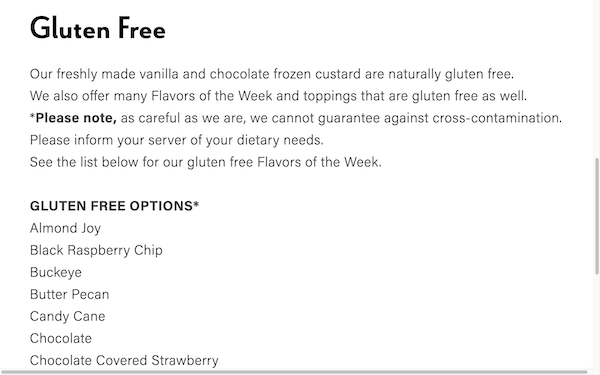 Gluten Free
Our freshly made vanilla and chocolate frozen custard are naturally gluten free.
We also offer many Flavors of the Week and toppings that are gluten free as well.
*Please note, as careful as we are, we cannot guarantee against cross-contamination.
Please inform your server of your dietary needs.
See the list below for our gluten free Flavors of the Week.
GLUTEN FREE OPTIONS*
Almond Joy
Black Raspberry Chip
Buckeye
Butter Pecan
Candy Cane
Chocolate
Chocolate Covered Strawberry